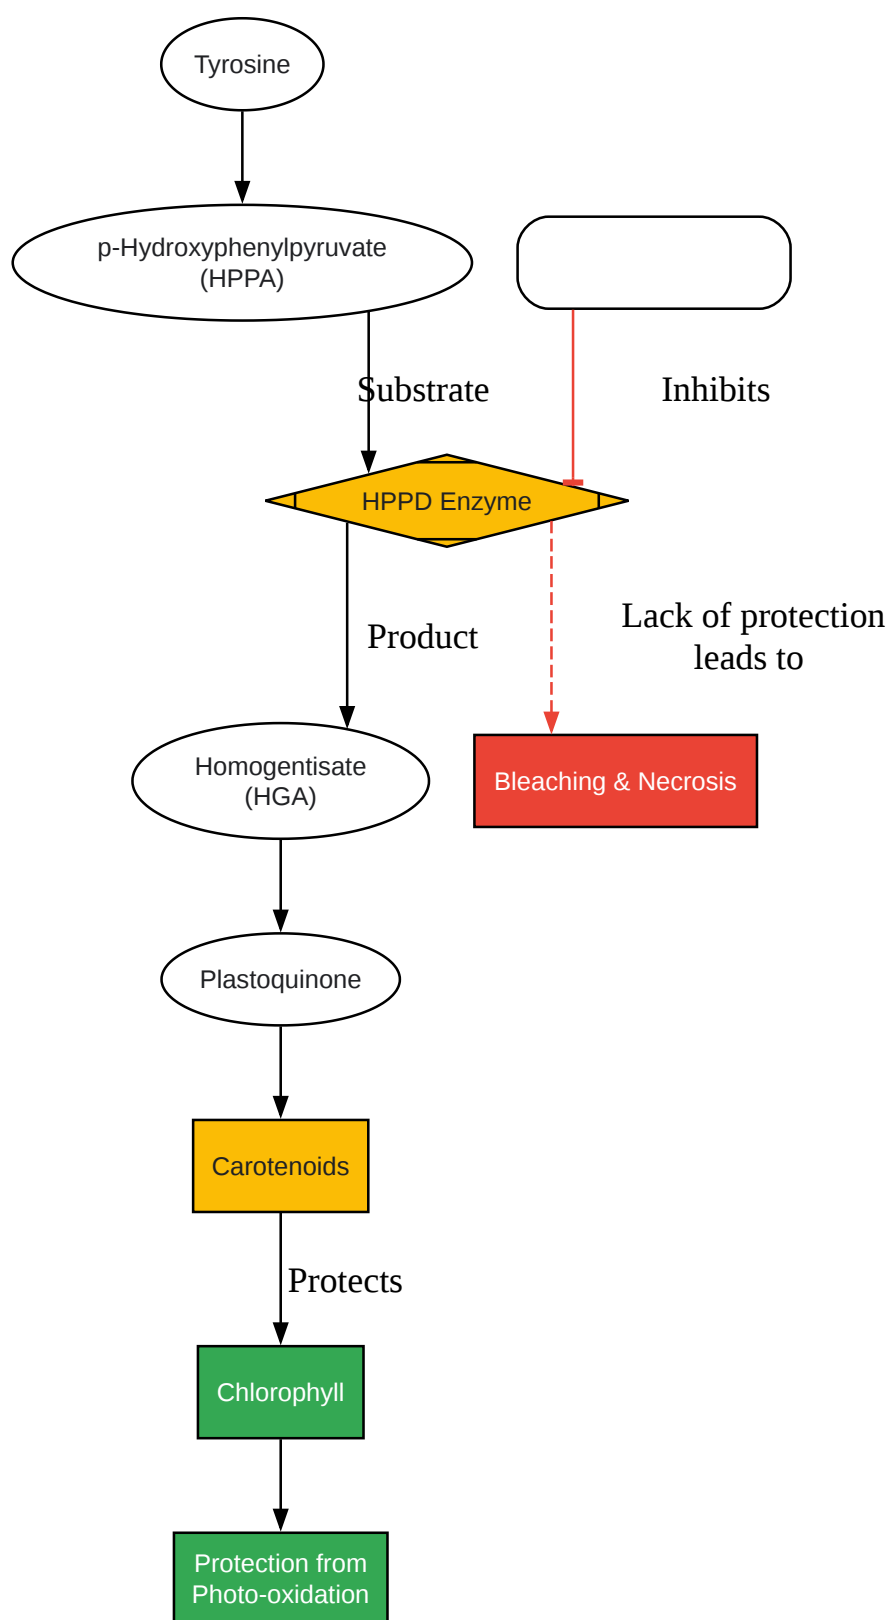 Tyrosine
p-Hydroxyphenylpyruvate
(HPPA)
Substrate
Inhibits
HPPD Enzyme
Product
Lack of protection
leads to
Homogentisate
(HGA)
Bleaching & Necrosis
Plastoquinone
Carotenoids
Protects
Chlorophyll
Protection from
Photo-oxidation